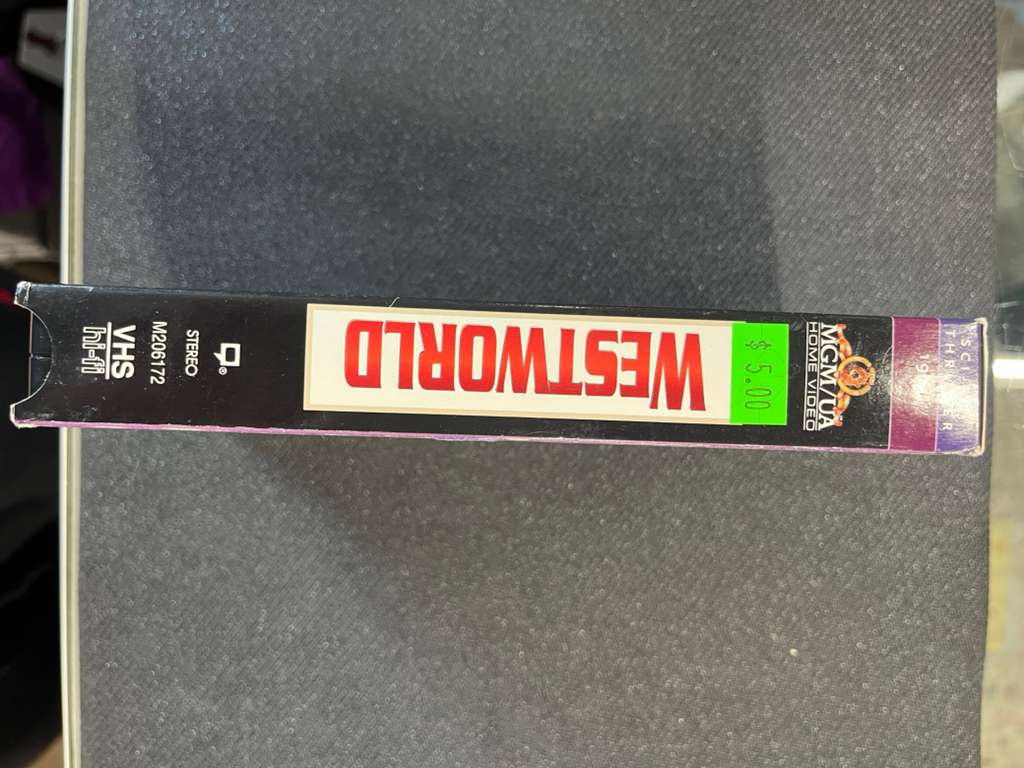 MGM/UA
HOME VIDEO
$5.00
WESTWORLD
STEREO
M206172
VHS
hi-fi